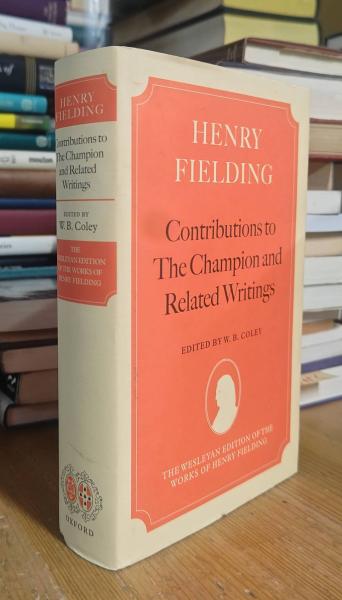 HENRY
FIELDING
Contributions to
The Champion and
Related Writings
EDITED BY
W. B. Coley
THE
WESLEYAN EDITION
OF THE WORKS OF
HENRY FIELDING
OXFORD
HENRY
FIELDING
Contributions to
The Champion and
Related Writings
EDITED BY W. B. COLEY
THE WESLEYAN EDITION OF THE
WORKS OF HENRY FIELDING